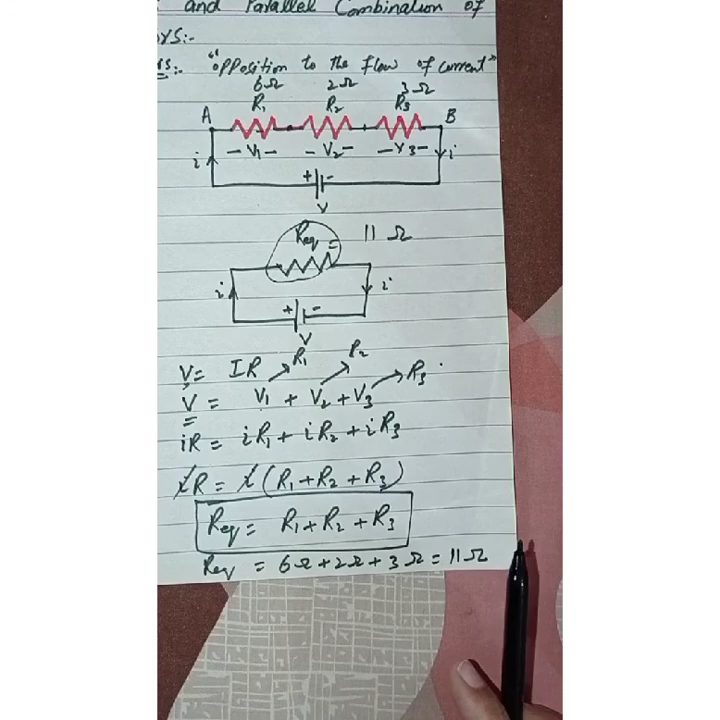 and Parallel Combination of
ors:-
rs:- "opposition to the flow of current"
6Ω 2Ω 3Ω
R₁ R₂ R₃
A B
i -V₁- -V₂- -V3- i
+ -
V
Req = 11 Ω
i i
+ -
V
V = IR R₁ R₂ R₃
V = V₁ + V₂ + V₃
=
iR = iR₁ + iR₂ + iR₃
iR = i (R₁ + R₂ + R₃)
Req = R₁ + R₂ + R₃
Req = 6Ω + 2Ω + 3Ω = 11Ω